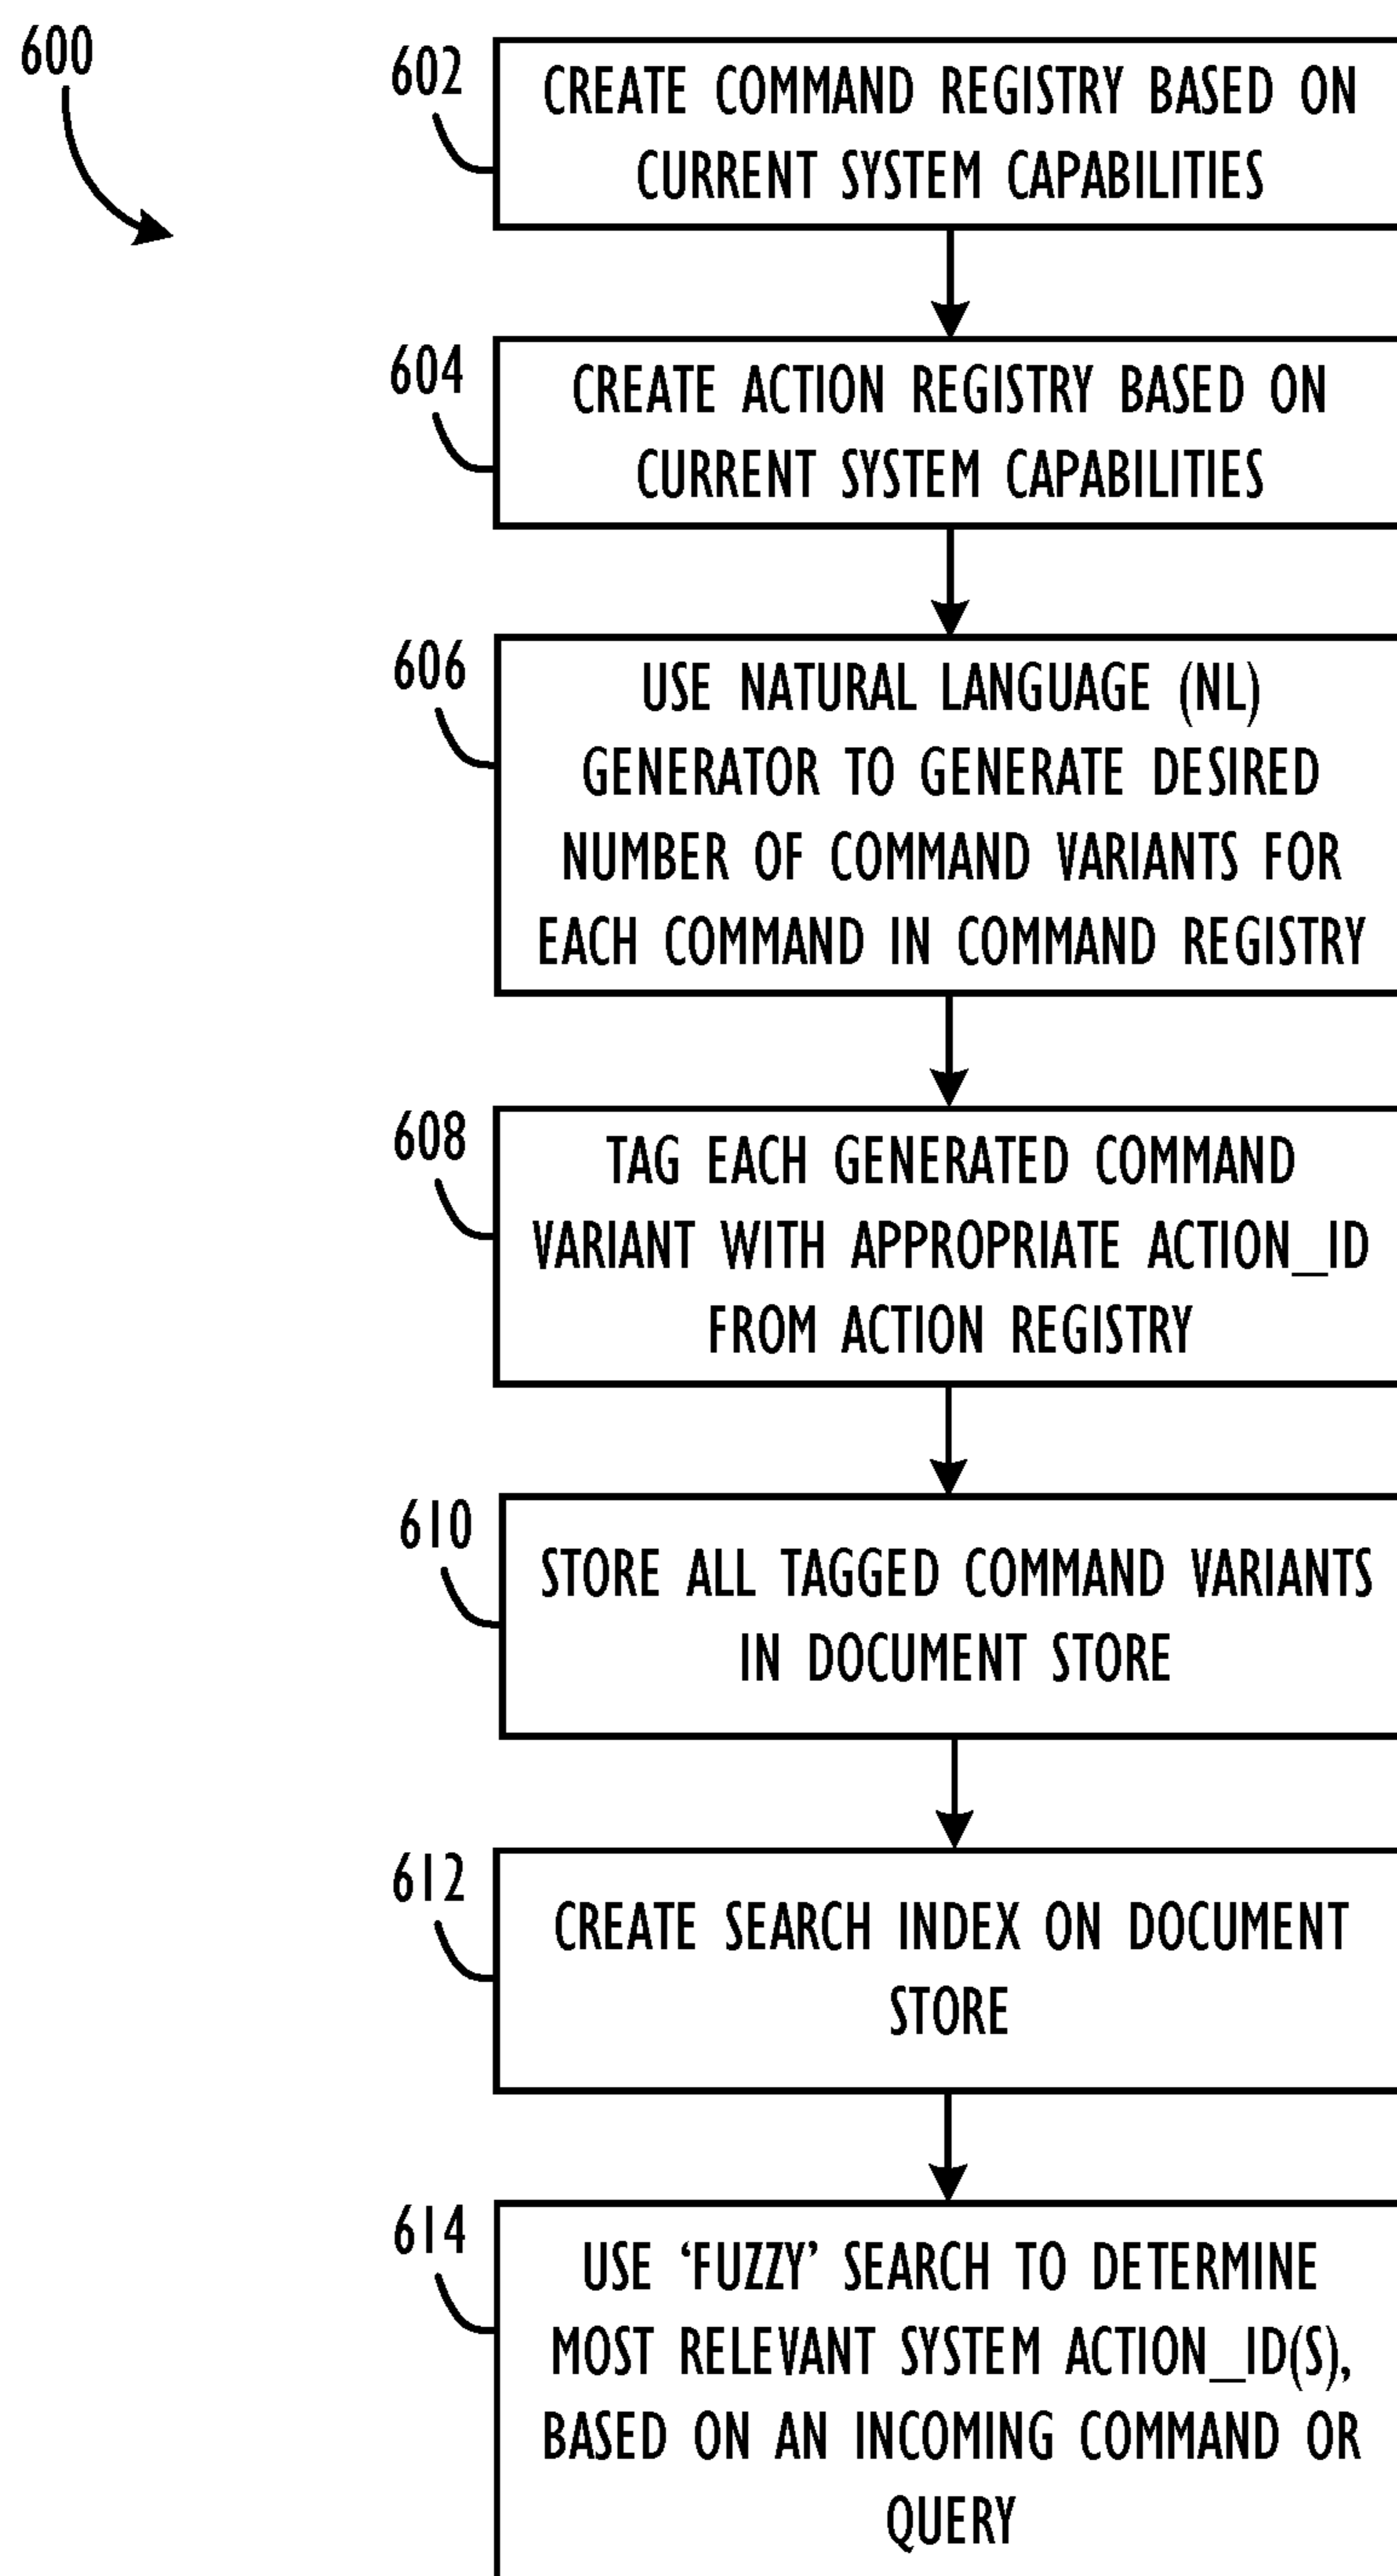 600
602
CREATE COMMAND REGISTRY BASED ON
CURRENT SYSTEM CAPABILITIES
604
CREATE ACTION REGISTRY BASED ON
CURRENT SYSTEM CAPABILITIES
606
USE NATURAL LANGUAGE (NL)
GENERATOR TO GENERATE DESIRED
NUMBER OF COMMAND VARIANTS FOR
EACH COMMAND IN COMMAND REGISTRY
608
TAG EACH GENERATED COMMAND
VARIANT WITH APPROPRIATE ACTION_ID
FROM ACTION REGISTRY
610
STORE ALL TAGGED COMMAND VARIANTS
IN DOCUMENT STORE
612
CREATE SEARCH INDEX ON DOCUMENT
STORE
614
USE ‘FUZZY’ SEARCH TO DETERMINE
MOST RELEVANT SYSTEM ACTION_ID(S),
BASED ON AN INCOMING COMMAND OR
QUERY